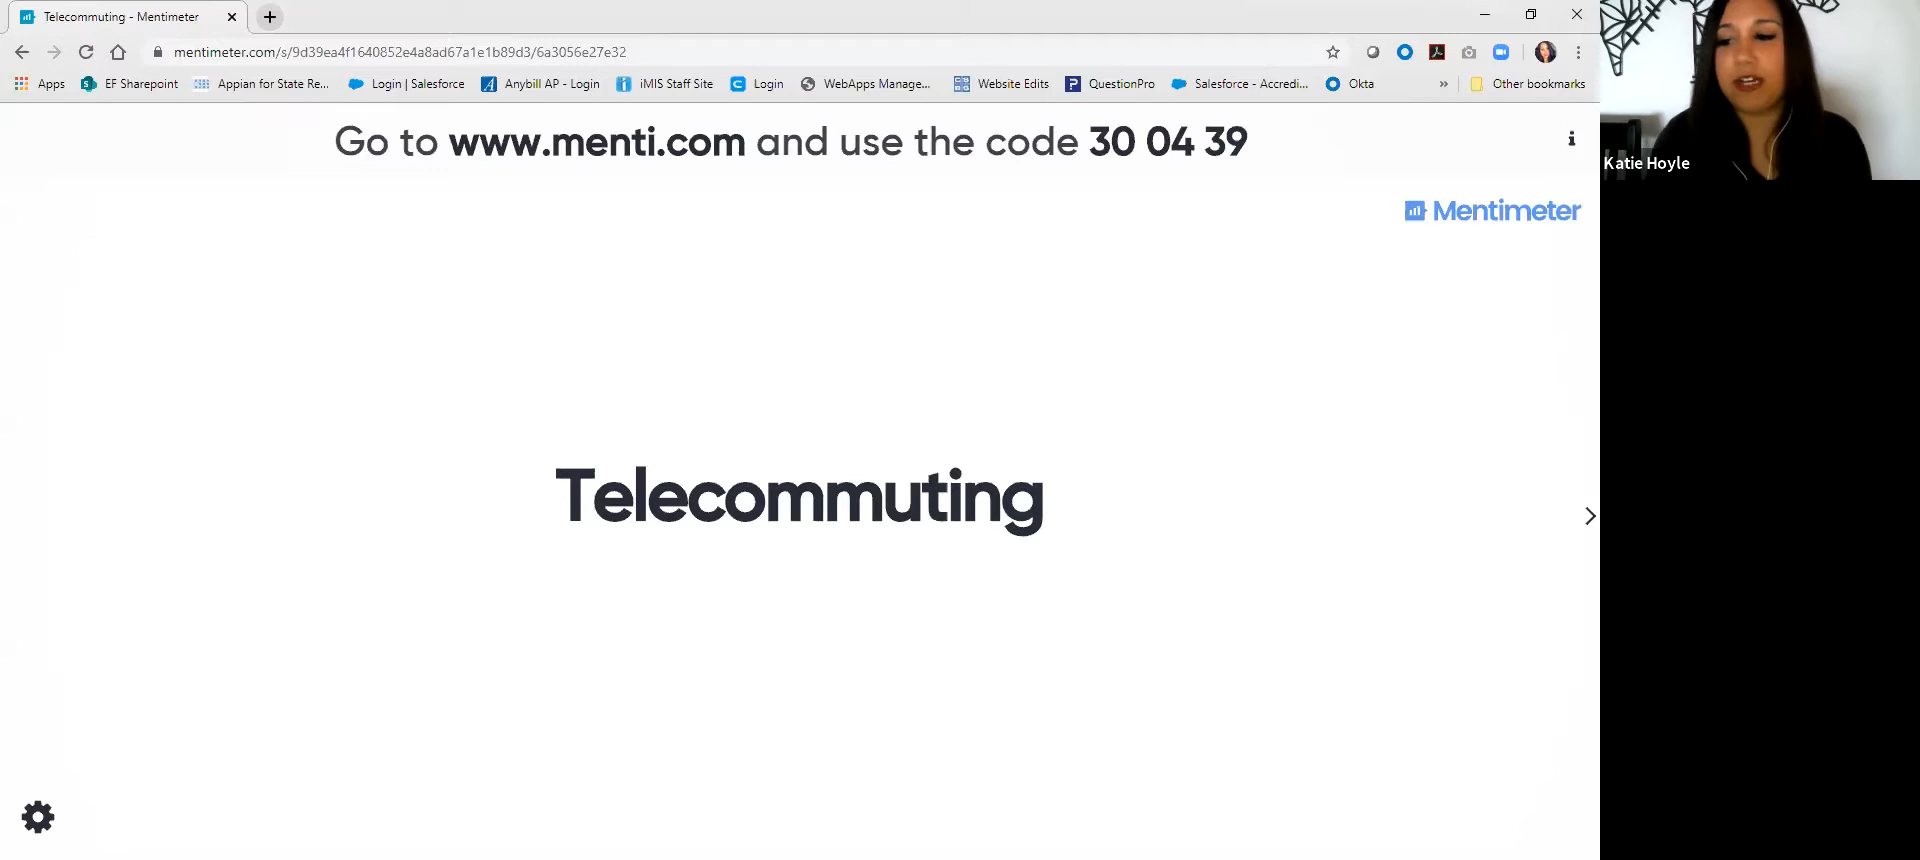 Telecommuting - Mentimeter
mentimeter.com/s/9d39ea4f1640852e4a8ad67a1e1b89d3/6a3056e27e32
Apps EF Sharepoint Appian for State Re... Login | Salesforce Anybill AP - Login iMIS Staff Site Login WebApps Manage... Website Edits QuestionPro Salesforce - Accredi... Okta » Other bookmarks
Go to www.menti.com and use the code 30 04 39
Katie Hoyle
Mentimeter
Telecommuting